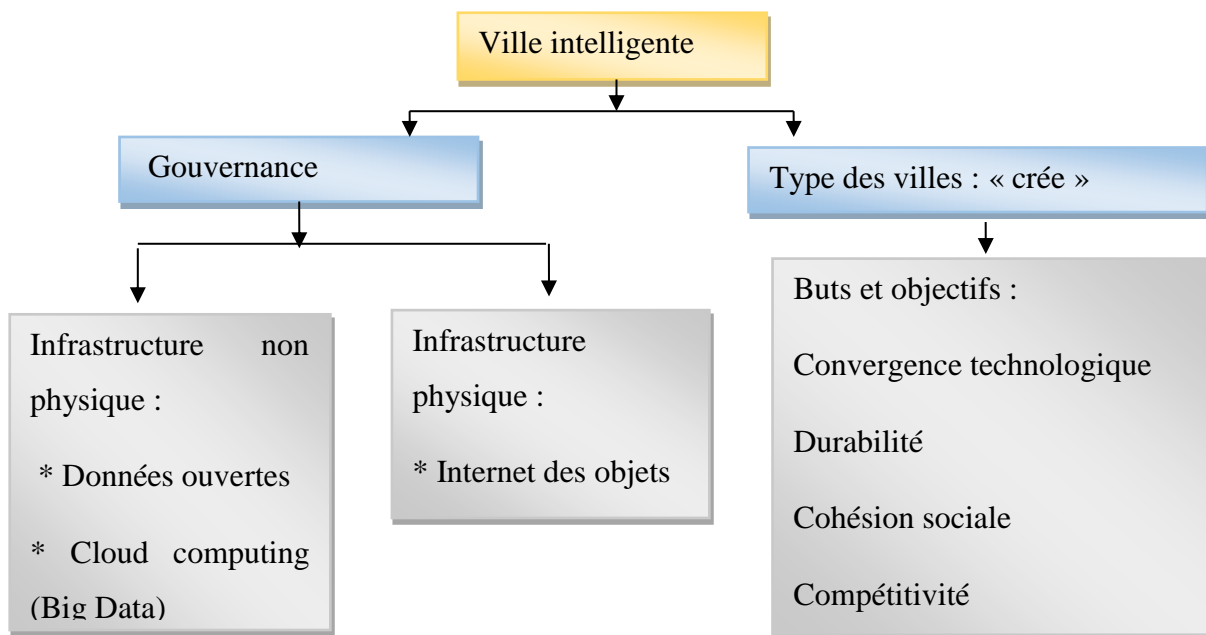 Ville intelligente
Gouvernance
Type des villes : « crée »
Infrastructure non
physique :
* Données ouvertes
* Cloud computing
(Big Data)
Infrastructure
physique :
* Internet des objets
Buts et objectifs :
Convergence technologique
Durabilité
Cohésion sociale
Compétitivité